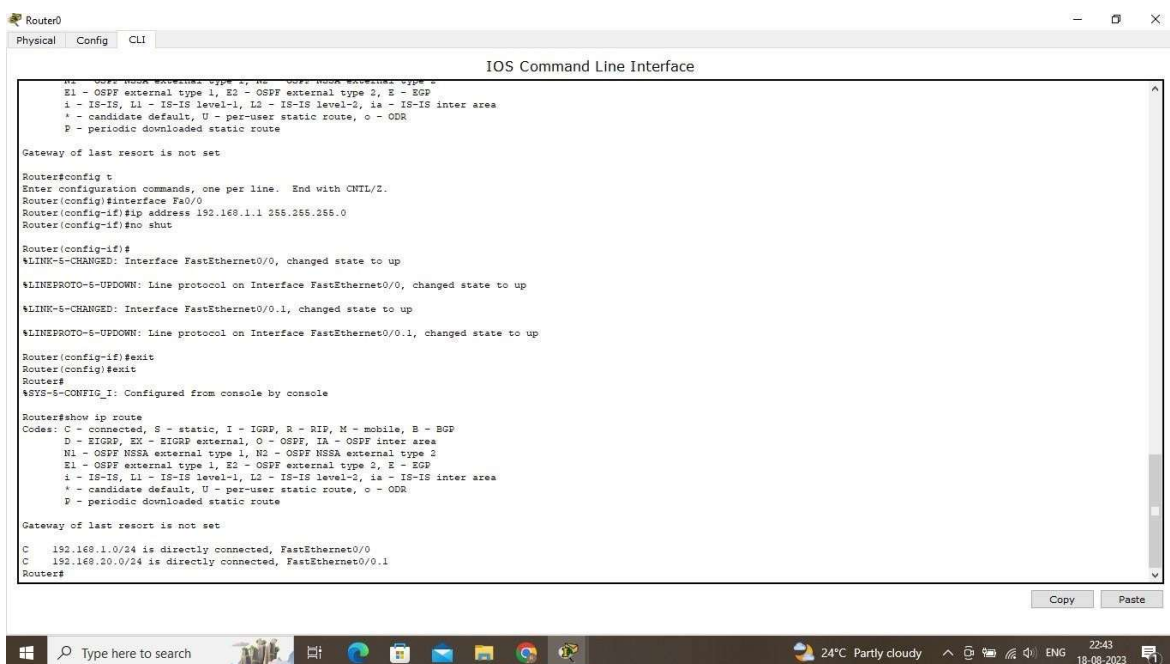 Router0
Physical Config CLI
IOS Command Line Interface
N1 - OSPF NSSA external type 1, N2 - OSPF NSSA external type 2
E1 - OSPF external type 1, E2 - OSPF external type 2, E - EGP
i - IS-IS, L1 - IS-IS level-1, L2 - IS-IS level-2, ia - IS-IS inter area
* - candidate default, U - per-user static route, o - ODR
P - periodic downloaded static route
Gateway of last resort is not set
Router#config t
Enter configuration commands, one per line. End with CNTL/Z.
Router(config)#interface Fa0/0
Router(config-if)#ip address 192.168.1.1 255.255.255.0
Router(config-if)#no shut
Router(config-if)#
%LINK-5-CHANGED: Interface FastEthernet0/0, changed state to up
%LINEPROTO-5-UPDOWN: Line protocol on Interface FastEthernet0/0, changed state to up
%LINK-5-CHANGED: Interface FastEthernet0/0.1, changed state to up
%LINEPROTO-5-UPDOWN: Line protocol on Interface FastEthernet0/0.1, changed state to up
Router(config-if)#exit
Router(config)#exit
Router#
%SYS-5-CONFIG_I: Configured from console by console
Router#show ip route
Codes: C - connected, S - static, I - IGRP, R - RIP, M - mobile, B - BGP
D - EIGRP, EX - EIGRP external, O - OSPF, IA - OSPF inter area
N1 - OSPF NSSA external type 1, N2 - OSPF NSSA external type 2
E1 - OSPF external type 1, E2 - OSPF external type 2, E - EGP
i - IS-IS, L1 - IS-IS level-1, L2 - IS-IS level-2, ia - IS-IS inter area
* - candidate default, U - per-user static route, o - ODR
P - periodic downloaded static route
Gateway of last resort is not set
C 192.168.1.0/24 is directly connected, FastEthernet0/0
C 192.168.20.0/24 is directly connected, FastEthernet0/0.1
Router#
Copy Paste
Type here to search 24°C Partly cloudy ENG 22:43
18-08-2023